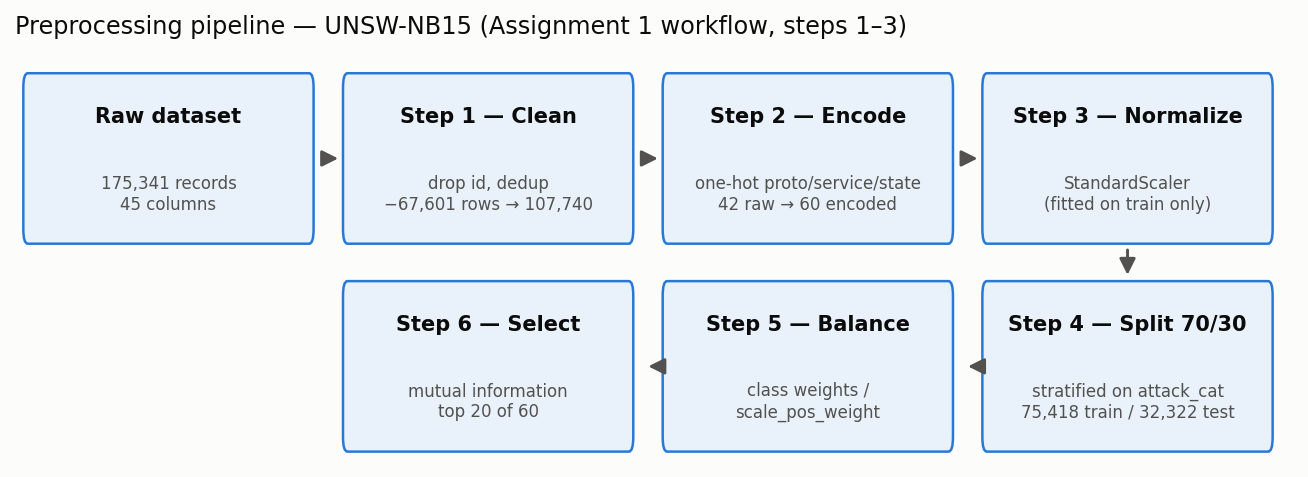 Preprocessing pipeline — UNSW-NB15 (Assignment 1 workflow, steps 1–3)
Raw dataset
175,341 records
45 columns
Step 1 — Clean
drop id, dedup
−67,601 rows → 107,740
Step 2 — Encode
one-hot proto/service/state
42 raw → 60 encoded
Step 3 — Normalize
StandardScaler
(fitted on train only)
Step 4 — Split 70/30
stratified on attack_cat
75,418 train / 32,322 test
Step 5 — Balance
class weights /
scale_pos_weight
Step 6 — Select
mutual information
top 20 of 60